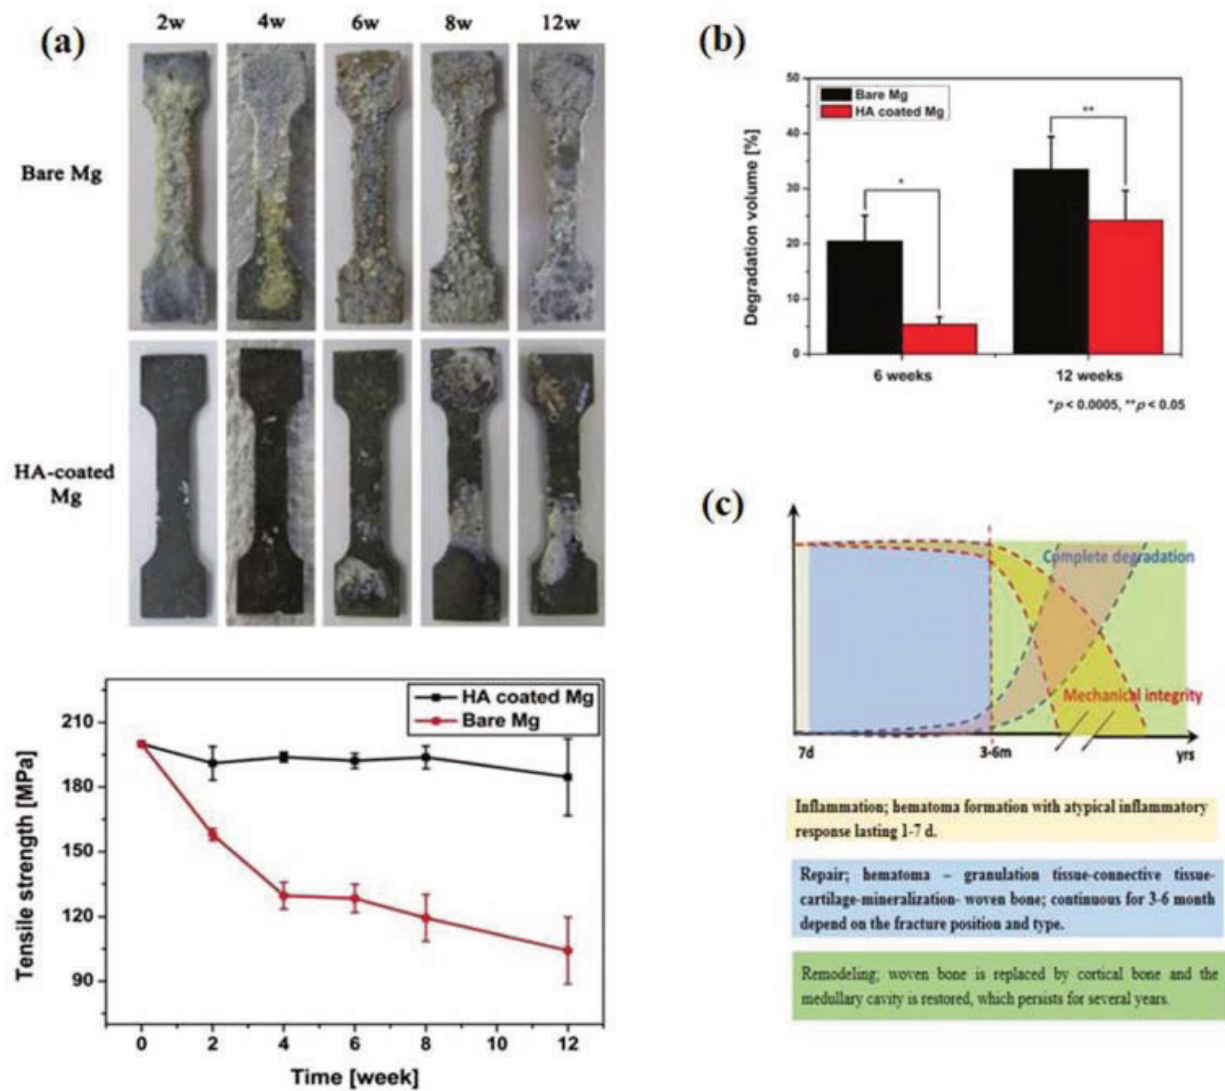 (a)
2w 4w 6w 8w 12w
Bare Mg
HA-coated
Mg
HA coated Mg
Bare Mg
Tensile strength [MPa]
210
180
150
120
90
0 2 4 6 8 10 12
Time [week]
(b)
Bare Mg
HA coated Mg
Degradation volume [%]
50
40
30
20
10
0
*
**
6 weeks 12 weeks
*p < 0.0005, **p < 0.05
(c)
Complete degradation
Mechanical integrity
7d 3-6m yrs
Inflammation; hematoma formation with atypical inflammatory
response lasting 1-7 d.
Repair; hematoma – granulation tissue-connective tissue-
cartilage-mineralization- woven bone; continuous for 3-6 month
depend on the fracture position and type.
Remodeling; woven bone is replaced by cortical bone and the
medullary cavity is restored, which persists for several years.